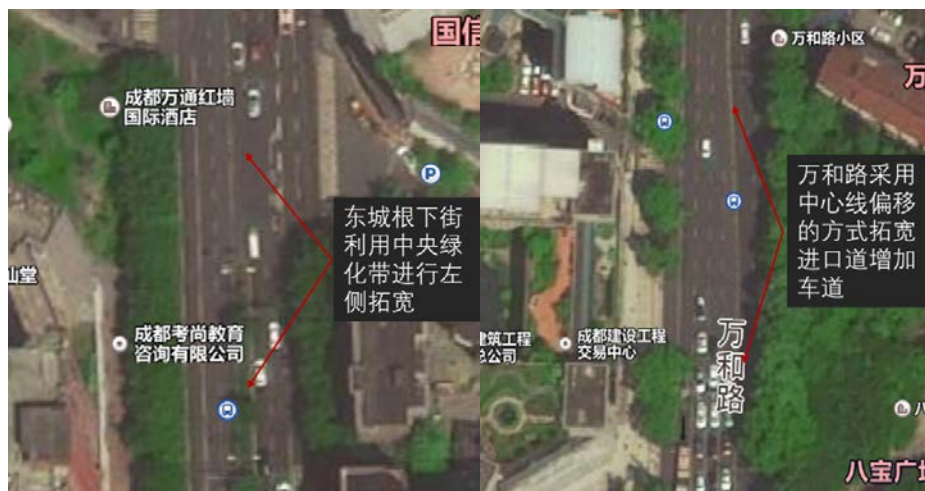 国信
成都万通红墙
国际酒店
东城根下街
利用中央绿
化带进行左
侧拓宽
仙堂
成都考尚教育
咨询有限公司
万和路小区
万
万和路采用
中心线偏移
的方式拓宽
进口道增加
车道
建筑工程
总公司
成都建设工程
交易中心
万和路
八
八宝广场
P